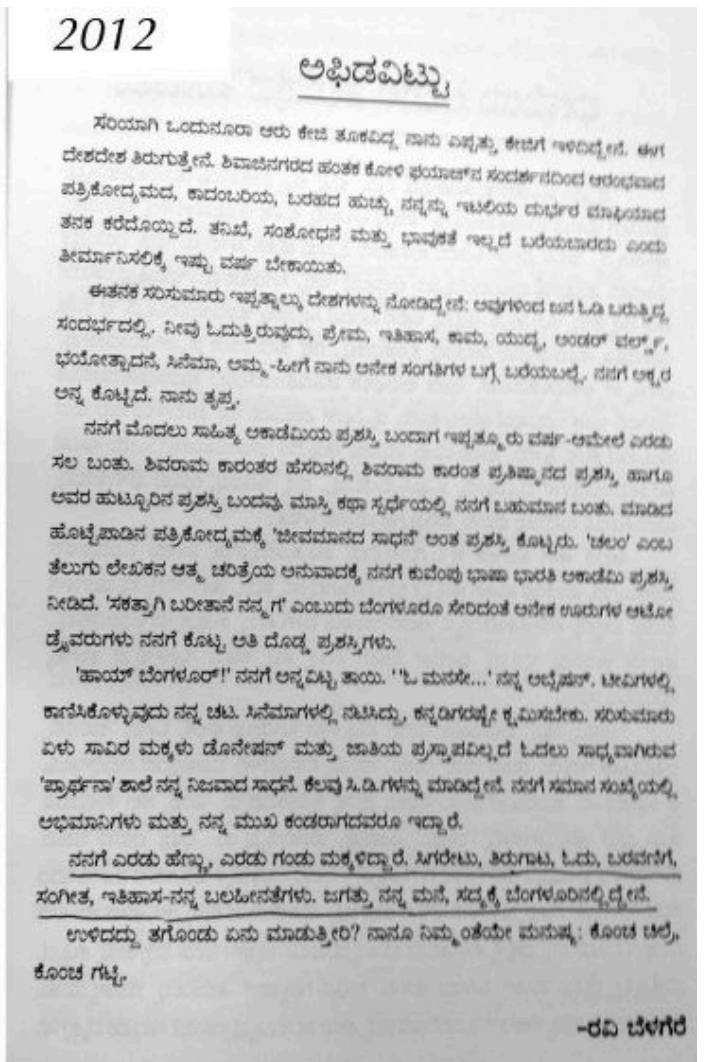 2012
ಅಫಿಡವಿಟ್ಟು
ಸರಿಯಾಗಿ ಒಂದುನೂರಾ ಆರು ಕೇಜಿ ತೂಕವಿದ್ದ ನಾನು ಎಪ್ಪತ್ತು ಕೇಜಿಗೆ ಇಳಿದಿದ್ದೇನೆ. ಈಗ
ದೇಶದೇಶ ತಿರುಗುತ್ತೇನೆ. ಶಿವಾಜಿನಗರದ ಹಂತಕ ಕೋಳಿ ಫಯಾಜ್‌ನ ಸಂದರ್ಶನದಿಂದ ಆರಂಭವಾದ
ಪತ್ರಿಕೋದ್ಯಮದ, ಕಾದಂಬರಿಯ, ಬರಹದ ಹುಚ್ಚು, ನನ್ನನ್ನು ಇಟಲಿಯ ದುರ್ಭರ ಮಾಫಿಯಾದ
ತನಕ ಕರೆದೊಯ್ದಿದೆ. ತನಿಖೆ, ಸಂಶೋಧನೆ ಮತ್ತು ಭಾವುಕತೆ ಇಲ್ಲದೆ ಬರೆಯಬಾರದು ಎಂದು
ತೀರ್ಮಾನಿಸಲಿಕ್ಕೆ ಇಷ್ಟು ವರ್ಷ ಬೇಕಾಯಿತು.
ಈತನಕ ಸರಿಸುಮಾರು ಇಪ್ಪತ್ನಾಲ್ಕು ದೇಶಗಳನ್ನು ನೋಡಿದ್ದೇನೆ: ಅವುಗಳಿಂದ ಜನ ಓಡಿ ಬರುತ್ತಿದ್ದ
ಸಂದರ್ಭದಲ್ಲಿ. ನೀವು ಓದುತ್ತಿರುವುದು, ಪ್ರೇಮ, ಇತಿಹಾಸ, ಕಾಮ, ಯುದ್ಧ, ಅಂಡರ್ ವರ್ಲ್ಡ್,
ಭಯೋತ್ಪಾದನೆ, ಸಿನೆಮಾ, ಅಮ್ಮ-ಹೀಗೆ ನಾನು ಅನೇಕ ಸಂಗತಿಗಳ ಬಗ್ಗೆ ಬರೆಯಬಲ್ಲೆ. ನನಗೆ ಅಕ್ಷರ
ಅನ್ನ ಕೊಟ್ಟಿದೆ. ನಾನು ತೃಪ್ತ.
ನನಗೆ ಮೊದಲು ಸಾಹಿತ್ಯ ಅಕಾಡೆಮಿಯ ಪ್ರಶಸ್ತಿ ಬಂದಾಗ ಇಪ್ಪತ್ಮೂರು ವರ್ಷ-ಆಮೇಲೆ ಎರಡು
ಸಲ ಬಂತು. ಶಿವರಾಮ ಕಾರಂತರ ಹೆಸರಿನಲ್ಲಿ ಶಿವರಾಮ ಕಾರಂತ ಪ್ರತಿಷ್ಠಾನದ ಪ್ರಶಸ್ತಿ ಹಾಗೂ
ಅವರ ಹುಟ್ಟೂರಿನ ಪ್ರಶಸ್ತಿ ಬಂದವು. ಮಾಸ್ತಿ ಕಥಾ ಸ್ಪರ್ಧೆಯಲ್ಲಿ ನನಗೆ ಬಹುಮಾನ ಬಂತು. ಮಾಡಿದ
ಹೊಟ್ಟೆಪಾಡಿನ ಪತ್ರಿಕೋದ್ಯಮಕ್ಕೆ 'ಜೀವಮಾನದ ಸಾಧನೆ' ಅಂತ ಪ್ರಶಸ್ತಿ ಕೊಟ್ಟರು. 'ಚಲಂ' ಎಂಬ
ತೆಲುಗು ಲೇಖಕನ ಆತ್ಮ ಚರಿತ್ರೆಯ ಅನುವಾದಕ್ಕೆ ನನಗೆ ಕುವೆಂಪು ಭಾಷಾ ಭಾರತಿ ಅಕಾಡೆಮಿ ಪ್ರಶಸ್ತಿ
ನೀಡಿದೆ. 'ಸಕತ್ತಾಗಿ ಬರೀತಾನೆ ನನ್ಮಗ' ಎಂಬುದು ಬೆಂಗಳೂರೂ ಸೇರಿದಂತೆ ಅನೇಕ ಊರುಗಳ ಆಟೋ
ಡ್ರೈವರುಗಳು ನನಗೆ ಕೊಟ್ಟ ಅತಿ ದೊಡ್ಡ ಪ್ರಶಸ್ತಿಗಳು.
'ಹಾಯ್ ಬೆಂಗಳೂರ್!' ನನಗೆ ಅನ್ನವಿಟ್ಟ ತಾಯಿ. ''ಓ ಮನಸೇ...' ನನ್ನ ಅಬ್ಸೆಷನ್. ಟೀವಿಗಳಲ್ಲಿ
ಕಾಣಿಸಿಕೊಳ್ಳುವುದು ನನ್ನ ಚಟ. ಸಿನೆಮಾಗಳಲ್ಲಿ ನಟಿಸಿದ್ದು, ಕನ್ನಡಿಗರಷ್ಟೇ ಕ್ಷಮಿಸಬೇಕು. ಸರಿಸುಮಾರು
ಏಳು ಸಾವಿರ ಮಕ್ಕಳು ಡೊನೇಷನ್ ಮತ್ತು ಜಾತಿಯ ಪ್ರಸ್ತಾಪವಿಲ್ಲದೆ ಓದಲು ಸಾಧ್ಯವಾಗಿರುವ
'ಪ್ರಾರ್ಥನಾ' ಶಾಲೆ ನನ್ನ ನಿಜವಾದ ಸಾಧನೆ. ಕೆಲವು ಸಿ.ಡಿ.ಗಳನ್ನು ಮಾಡಿದ್ದೇನೆ. ನನಗೆ ಸಮಾನ ಸಂಖ್ಯೆಯಲ್ಲಿ
ಅಭಿಮಾನಿಗಳು ಮತ್ತು ನನ್ನ ಮುಖ ಕಂಡರಾಗದವರೂ ಇದ್ದಾರೆ.
ನನಗೆ ಎರಡು ಹೆಣ್ಣು, ಎರಡು ಗಂಡು ಮಕ್ಕಳಿದ್ದಾರೆ. ಸಿಗರೇಟು, ತಿರುಗಾಟ, ಓದು, ಬರವಣಿಗೆ,
ಸಂಗೀತ, ಇತಿಹಾಸ-ನನ್ನ ಬಲಹೀನತೆಗಳು. ಜಗತ್ತು ನನ್ನ ಮನೆ, ಸದ್ಯಕ್ಕೆ ಬೆಂಗಳೂರಿನಲ್ಲಿದ್ದೇನೆ.
ಉಳಿದದ್ದು ತಗೊಂಡು ಏನು ಮಾಡುತ್ತೀರಿ? ನಾನೂ ನಿಮ್ಮಂತೆಯೇ ಮನುಷ್ಯ: ಕೊಂಚ ಚಿಲ್ರೆ,
ಕೊಂಚ ಗಟ್ಟಿ.
-ರವಿ ಬೆಳಗೆರೆ